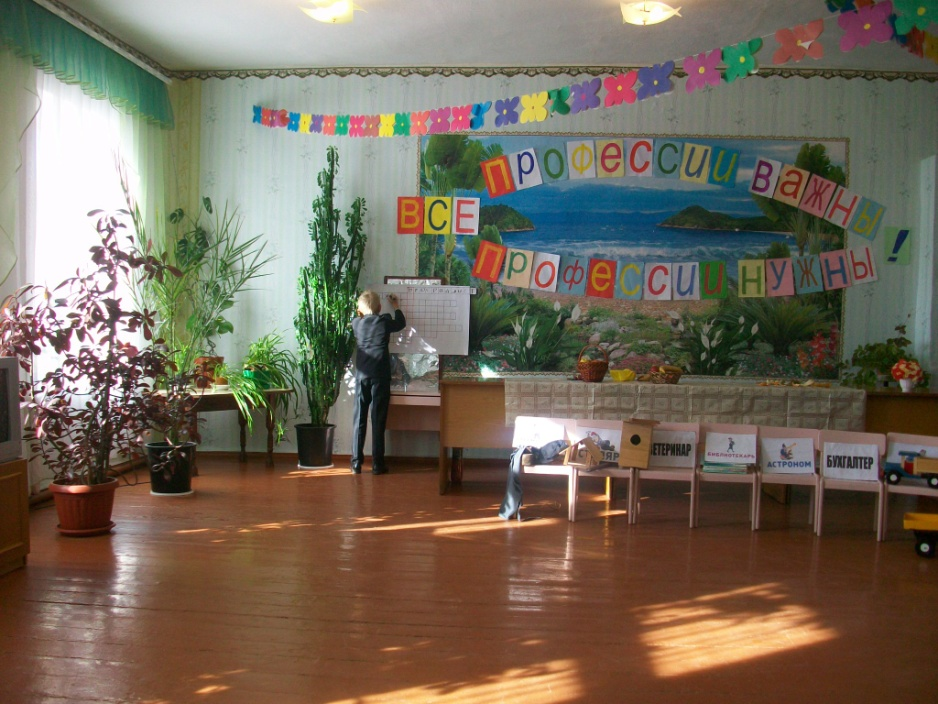 ПРОФЕССИИ ВАЖНЫ
ВСЕ
ПРОФЕССИИ НУЖНЫ!
ВЕТЕРИНАР
БИБЛИОТЕКАРЬ
АСТРОНОМ
БУХГАЛТЕР